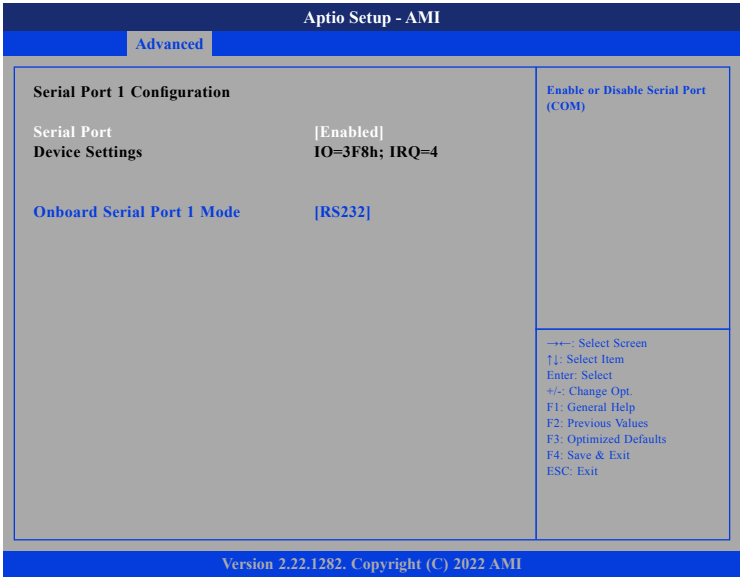 Aptio Setup - AMI
Advanced
Serial Port 1 Configuration
Serial Port [Enabled]
Device Settings IO=3F8h; IRQ=4
Onboard Serial Port 1 Mode [RS232]
Enable or Disable Serial Port
(COM)
→←: Select Screen
↑↓: Select Item
Enter: Select
+/-: Change Opt.
F1: General Help
F2: Previous Values
F3: Optimized Defaults
F4: Save & Exit
ESC: Exit
Version 2.22.1282. Copyright (C) 2022 AMI